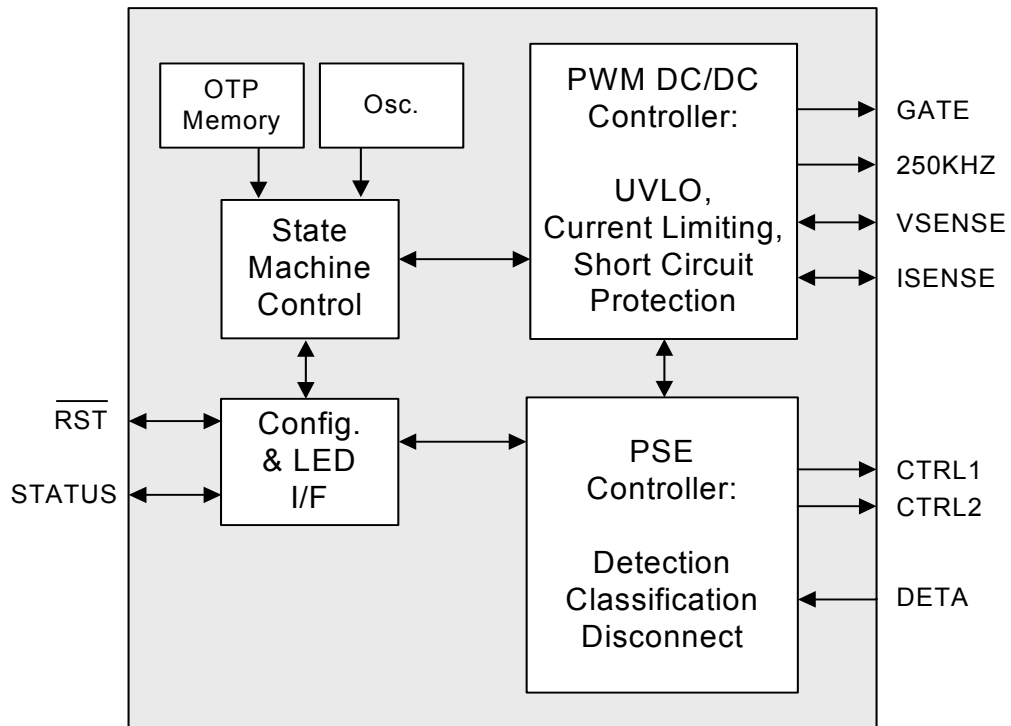 OTP
Memory
Osc.
PWM DC/DC
Controller:
UVLO,
Current Limiting,
Short Circuit
Protection
State
Machine
Control
GATE
250KHZ
VSENSE
ISENSE
RST
STATUS
Config.
& LED
I/F
PSE
Controller:
Detection
Classification
Disconnect
CTRL1
CTRL2
DETA